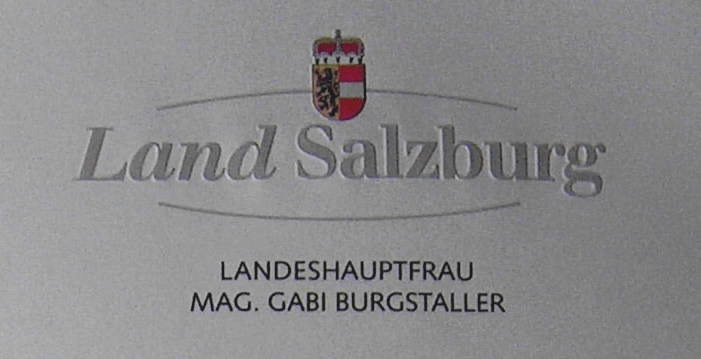 Land Salzburg
LANDESHAUPTFRAU
MAG. GABI BURGSTALLER